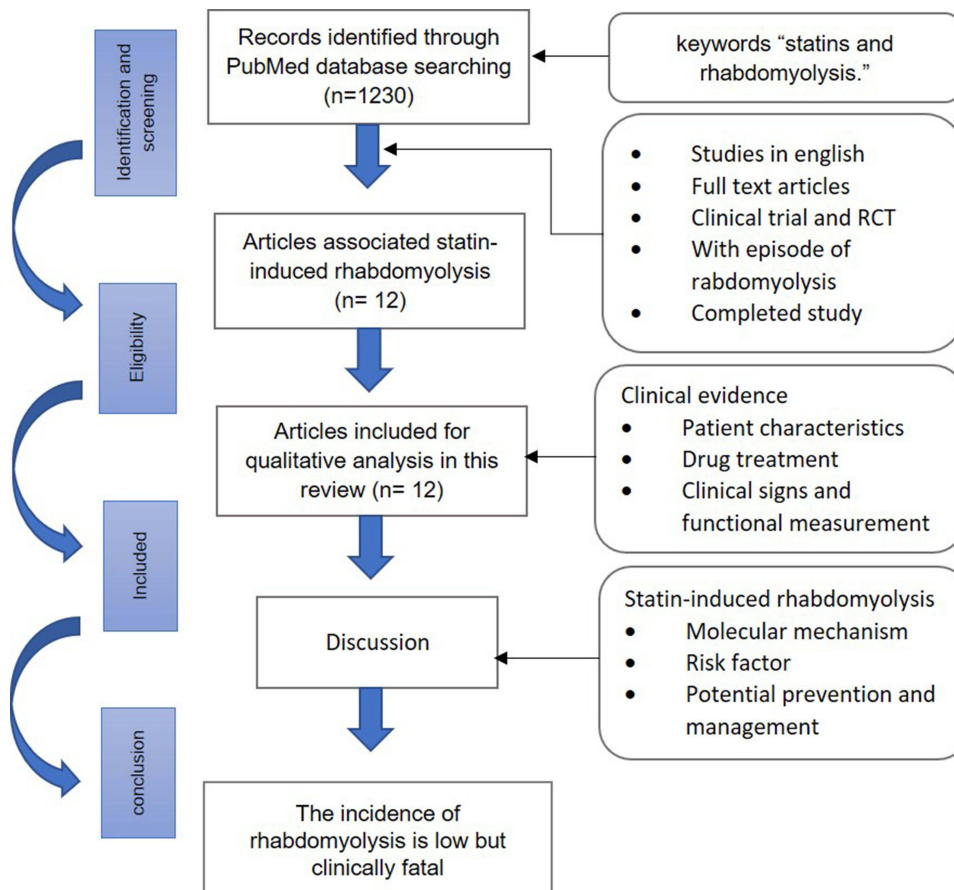 Identification and
screening
Records identified through
PubMed database searching
(n=1230)
keywords “statins and
rhabdomyolysis.”
• Studies in english
• Full text articles
• Clinical trial and RCT
• With episode of
rabdomyolysis
• Completed study
Eligibility
Articles associated statin-
induced rhabdomyolysis
(n= 12)
Included
Articles included for
qualitative analysis in this
review (n= 12)
Clinical evidence
• Patient characteristics
• Drug treatment
• Clinical signs and
functional measurement
Discussion
Statin-induced rhabdomyolysis
• Molecular mechanism
• Risk factor
• Potential prevention and
management
conclusion
The incidence of
rhabdomyolysis is low but
clinically fatal